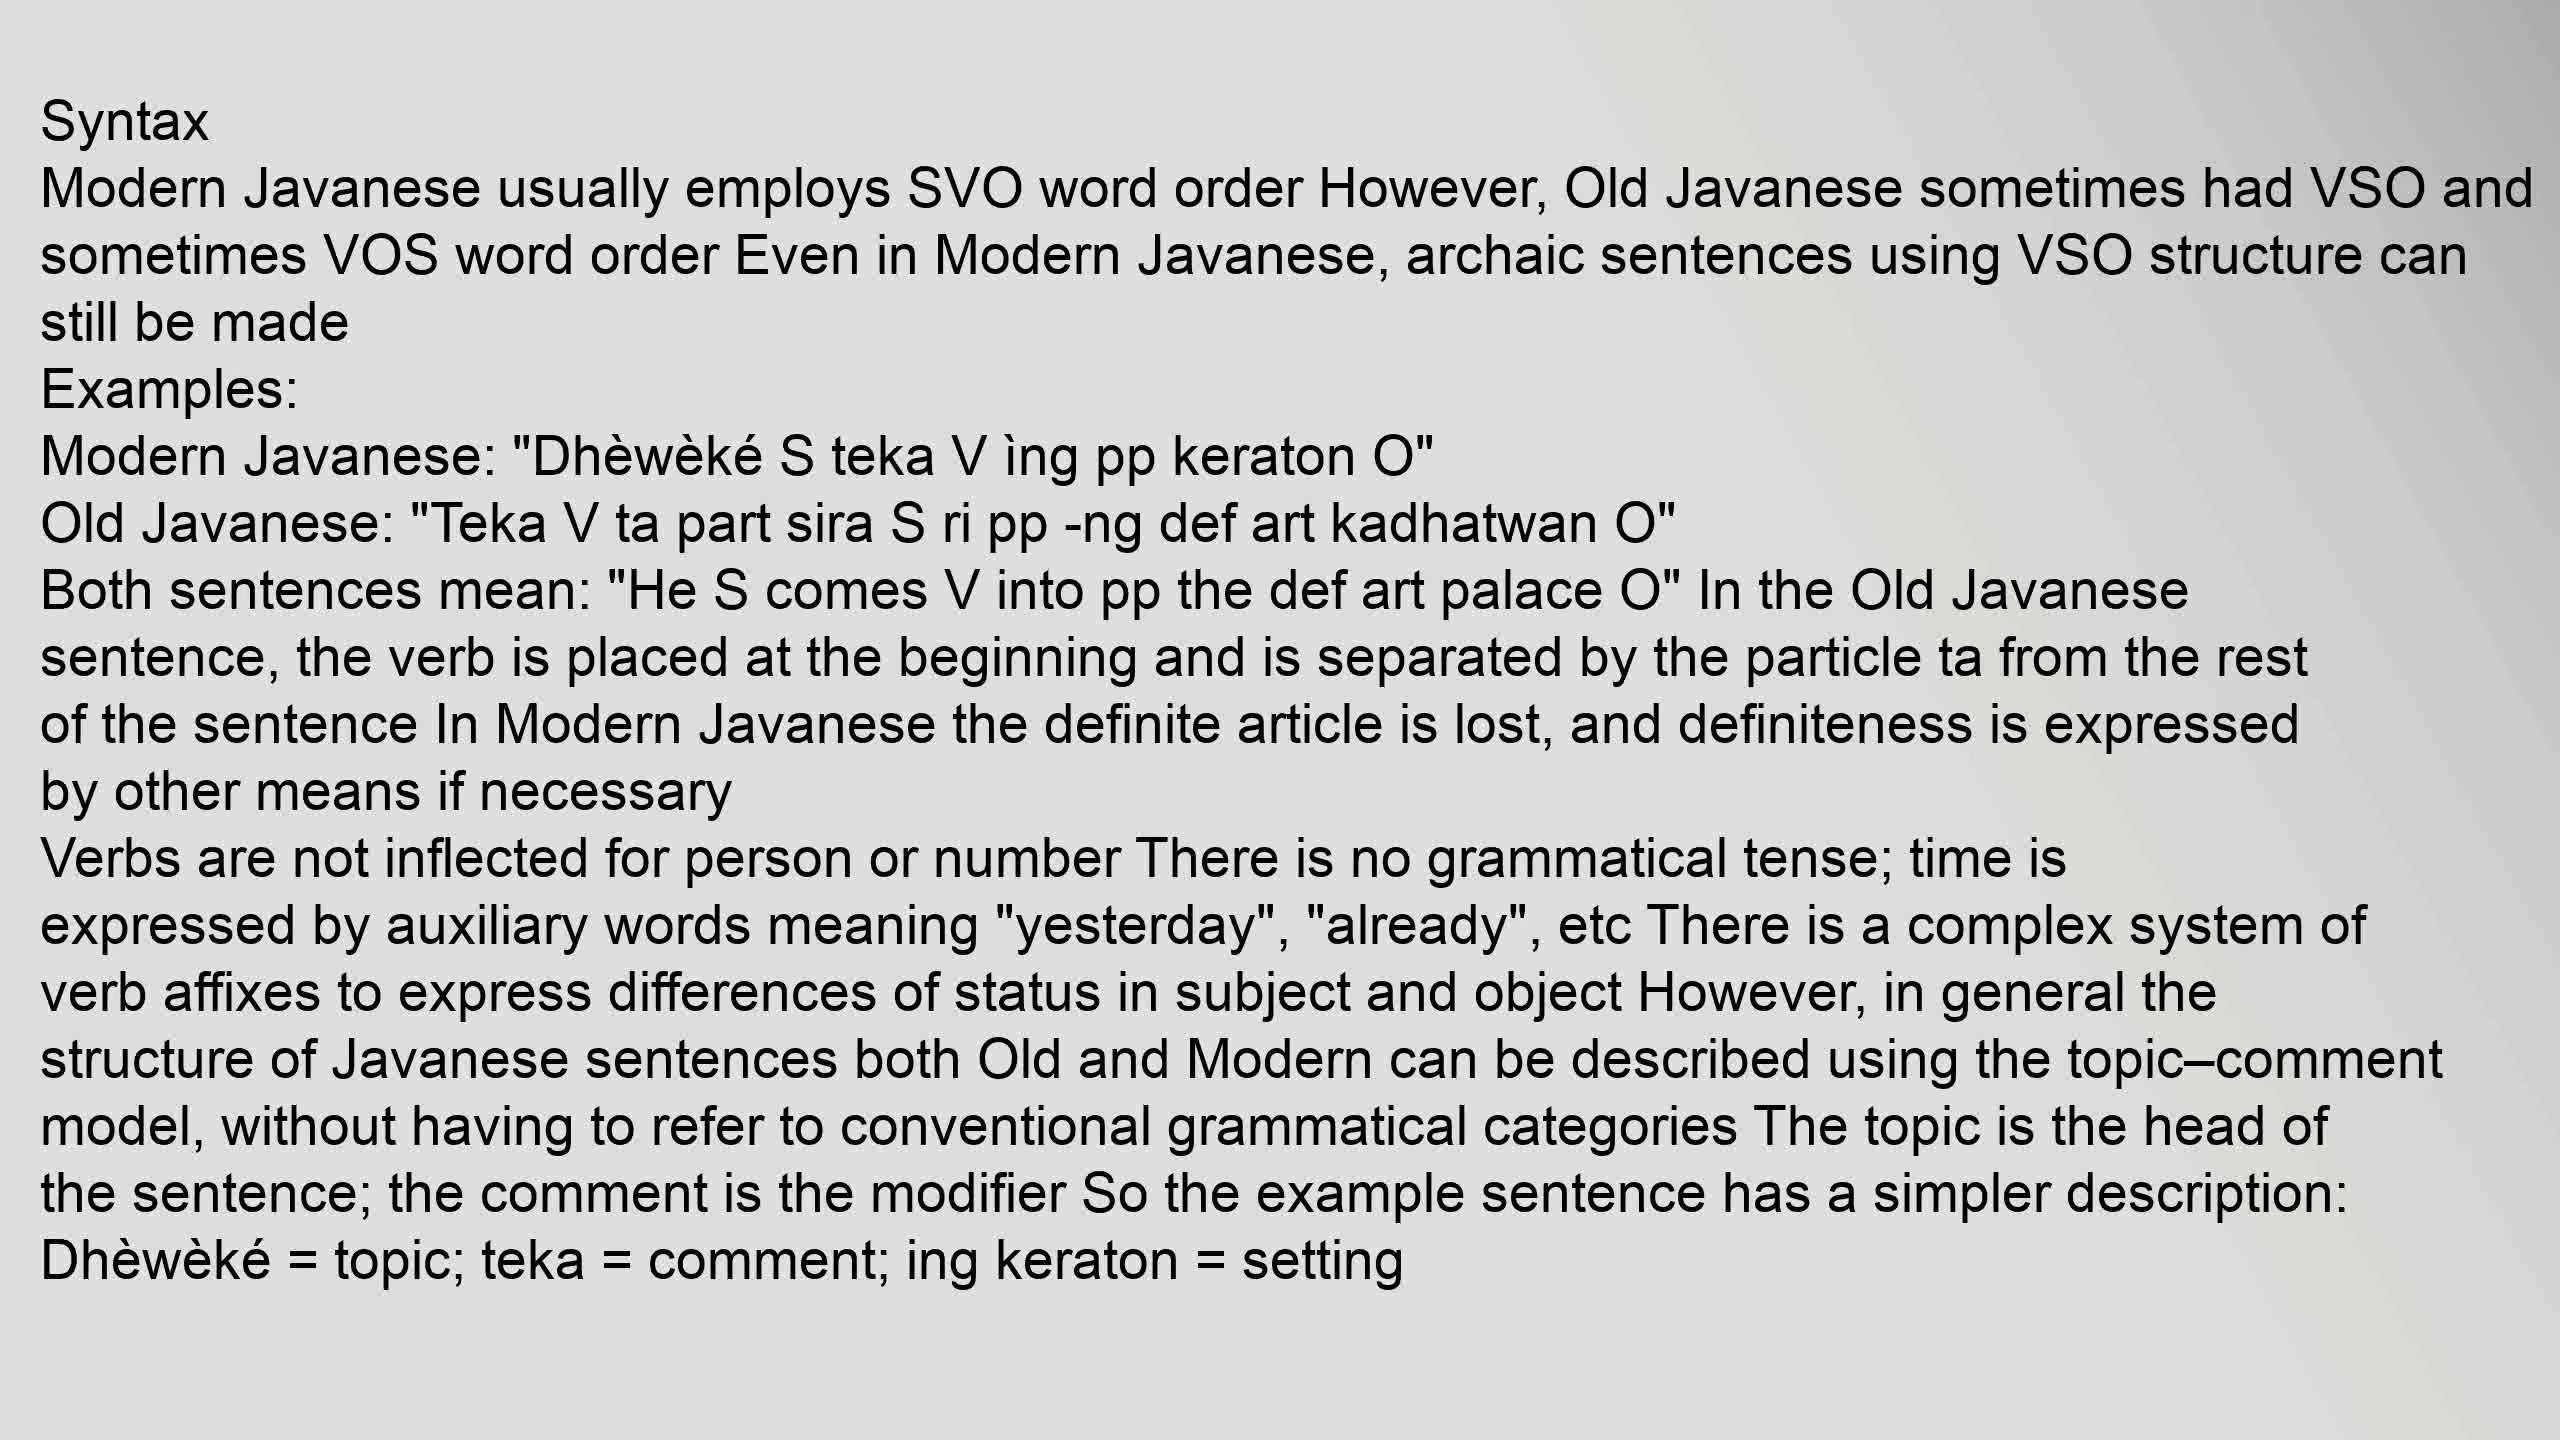 Syntax
Modern Javanese usually employs SVO word order However, Old Javanese sometimes had VSO and
sometimes VOS word order Even in Modern Javanese, archaic sentences using VSO structure can
still be made
Examples:
Modern Javanese: "Dhèwèké S teka V ìng pp keraton O"
Old Javanese: "Teka V ta part sira S ri pp -ng def art kadhatwan O"
Both sentences mean: "He S comes V into pp the def art palace O" In the Old Javanese
sentence, the verb is placed at the beginning and is separated by the particle ta from the rest
of the sentence In Modern Javanese the definite article is lost, and definiteness is expressed
by other means if necessary
Verbs are not inflected for person or number There is no grammatical tense; time is
expressed by auxiliary words meaning "yesterday", "already", etc There is a complex system of
verb affixes to express differences of status in subject and object However, in general the
structure of Javanese sentences both Old and Modern can be described using the topic–comment
model, without having to refer to conventional grammatical categories The topic is the head of
the sentence; the comment is the modifier So the example sentence has a simpler description:
Dhèwèké = topic; teka = comment; ing keraton = setting